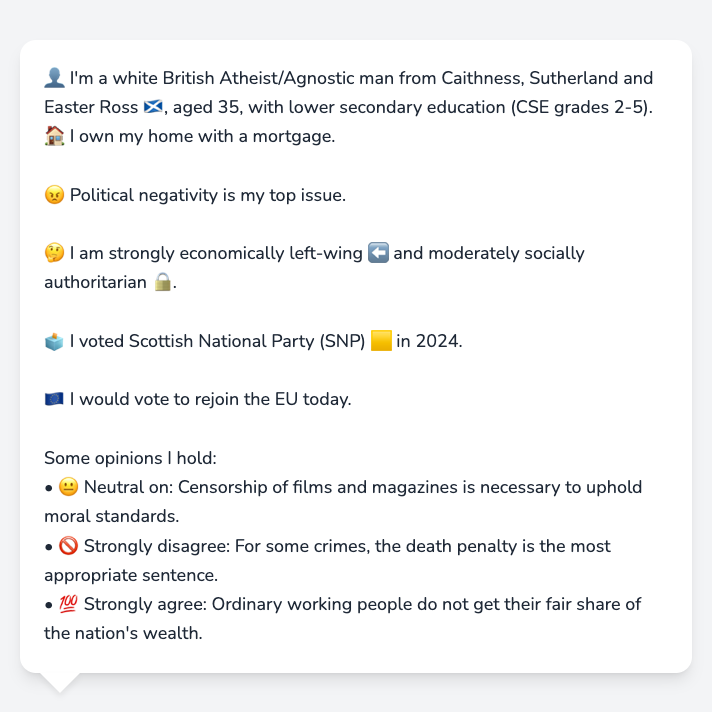 👤 I'm a white British Atheist/Agnostic man from Caithness, Sutherland and
Easter Ross 🏴󠁧󠁢󠁳󠁣󠁴󠁿, aged 35, with lower secondary education (CSE grades 2-5).
🏠 I own my home with a mortgage.
😠 Political negativity is my top issue.
🤔 I am strongly economically left-wing ⬅️ and moderately socially
authoritarian 🔒.
🗳️ I voted Scottish National Party (SNP) 🟨 in 2024.
🇪🇺 I would vote to rejoin the EU today.
Some opinions I hold:
• 😐 Neutral on: Censorship of films and magazines is necessary to uphold
moral standards.
• 🚫 Strongly disagree: For some crimes, the death penalty is the most
appropriate sentence.
• 💯 Strongly agree: Ordinary working people do not get their fair share of
the nation's wealth.